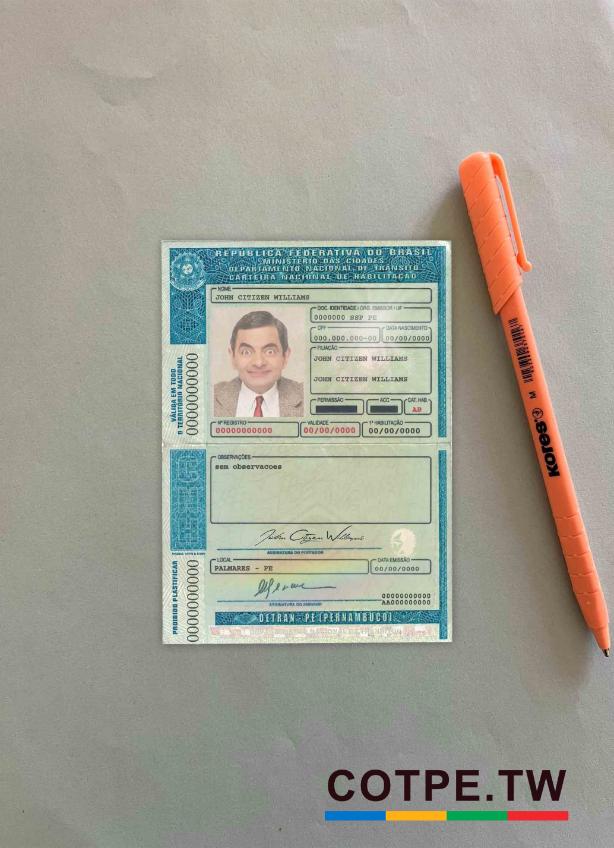 REPÚBLICA FEDERATIVA DO BRASIL
MINISTÉRIO DAS CIDADES
DEPARTAMENTO NACIONAL DE TRÂNSITO
CARTEIRA NACIONAL DE HABILITAÇÃO
NOME
JOHN CITIZEN WILLIAMS
DOC. IDENTIDADE / ÓRG. EMISSOR / UF
0000000 SSP PE
CPF
DATA NASCIMENTO
000.000.000-00
00/00/0000
FILIAÇÃO
JOHN CITIZEN WILLIAMS
JOHN CITIZEN WILLIAMS
PERMISSÃO
ACC
CAT. HAB.
AD
Nº REGISTRO
VALIDADE
1ª HABILITAÇÃO
00000000000
00/00/0000
00/00/0000
VÁLIDA EM TODO
O TERRITÓRIO NACIONAL
0000000000
OBSERVAÇÕES
sem observacoes
John Citizen Williams
ASSINATURA DO PORTADOR
LOCAL
DATA EMISSÃO
PALMARES - PE
00/00/0000
ASSINATURA DO EMISSOR
00000000000
AA000000000
PROIBIDO PLASTIFICAR
0000000000
DETRAN- PE (PERNAMBUCO)
kores
M
COTPE.TW